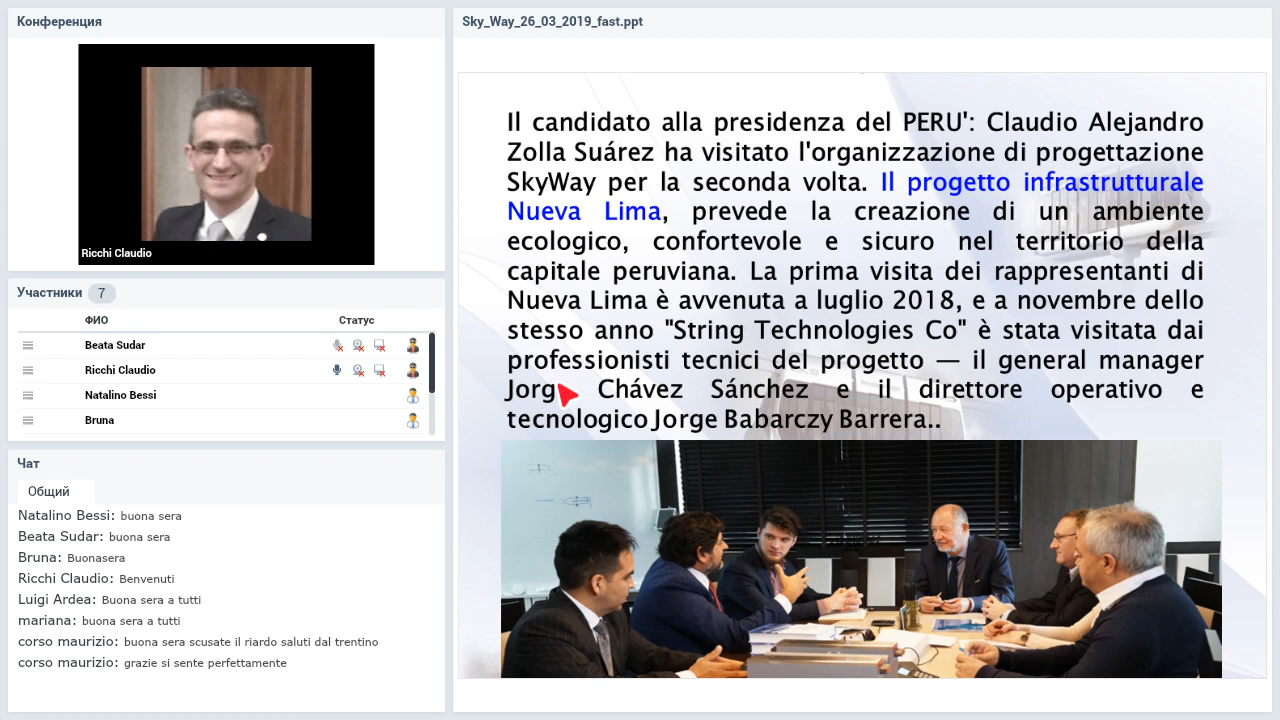 Конференция
Ricchi Claudio
Участники 7
ФИО Статус
Beata Sudar
Ricchi Claudio
Natalino Bessi
Bruna
Чат
Общий
Natalino Bessi: buona sera
Beata Sudar: buona sera
Bruna: Buonasera
Ricchi Claudio: Benvenuti
Luigi Ardea: Buona sera a tutti
mariana: buona sera a tutti
corso maurizio: buona sera scusate il riardo saluti dal trentino
corso maurizio: grazie si sente perfettamente
Sky_Way_26_03_2019_fast.ppt
Il candidato alla presidenza del PERU': Claudio Alejandro
Zolla Suárez ha visitato l'organizzazione di progettazione
SkyWay per la seconda volta. Il progetto infrastrutturale
Nueva Lima, prevede la creazione di un ambiente
ecologico, confortevole e sicuro nel territorio della
capitale peruviana. La prima visita dei rappresentanti di
Nueva Lima è avvenuta a luglio 2018, e a novembre dello
stesso anno "String Technologies Co" è stata visitata dai
professionisti tecnici del progetto — il general manager
Jorg Chávez Sánchez e il direttore operativo e
tecnologico Jorge Babarczy Barrera..